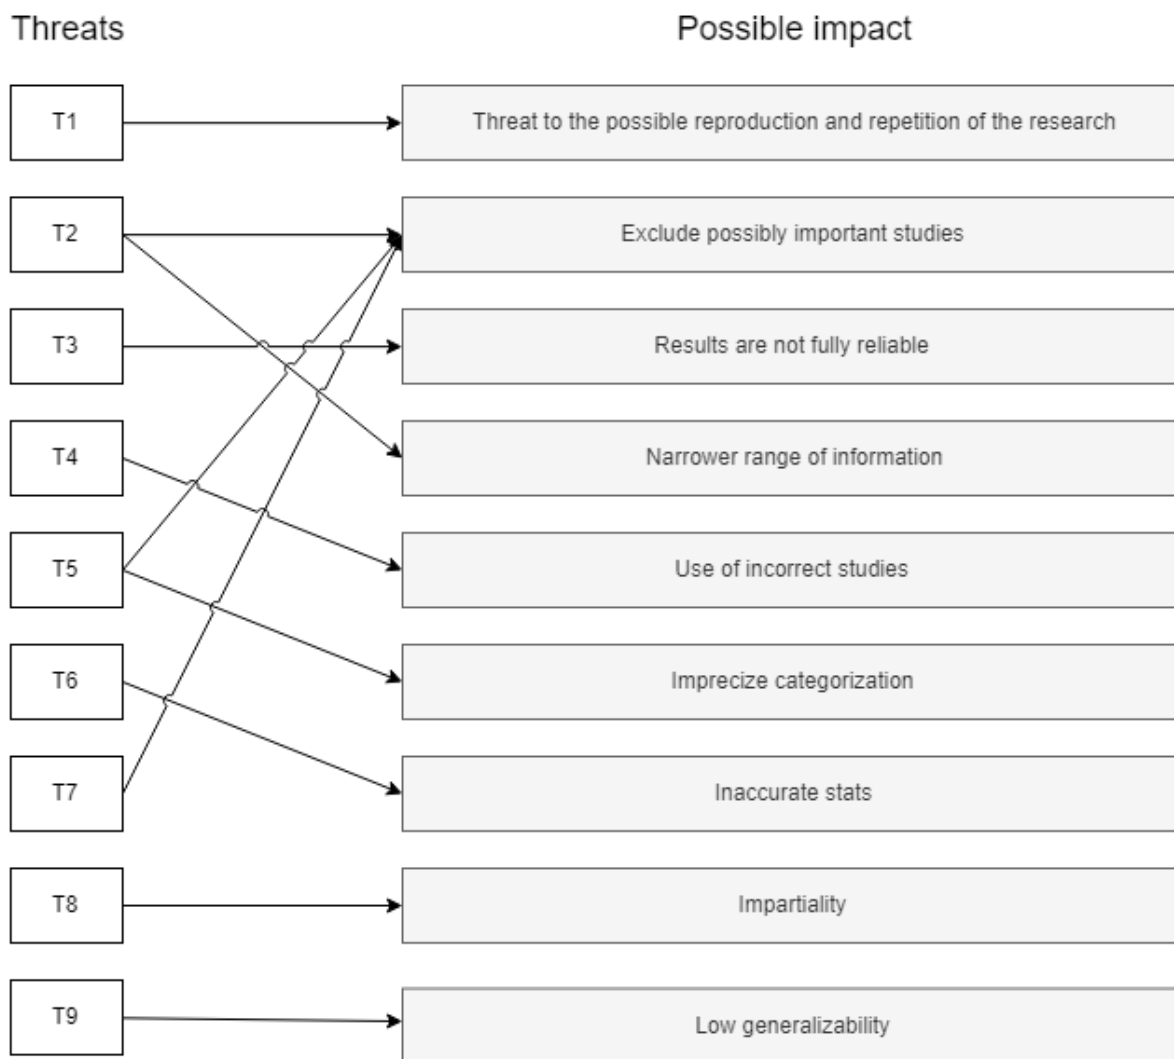 Threats Possible impact
T1 Threat to the possible reproduction and repetition of the research
T2 Exclude possibly important studies
T3 Results are not fully reliable
T4 Narrower range of information
T5 Use of incorrect studies
T6 Imprecize categorization
T7 Inaccurate stats
T8 Impartiality
T9 Low generalizability